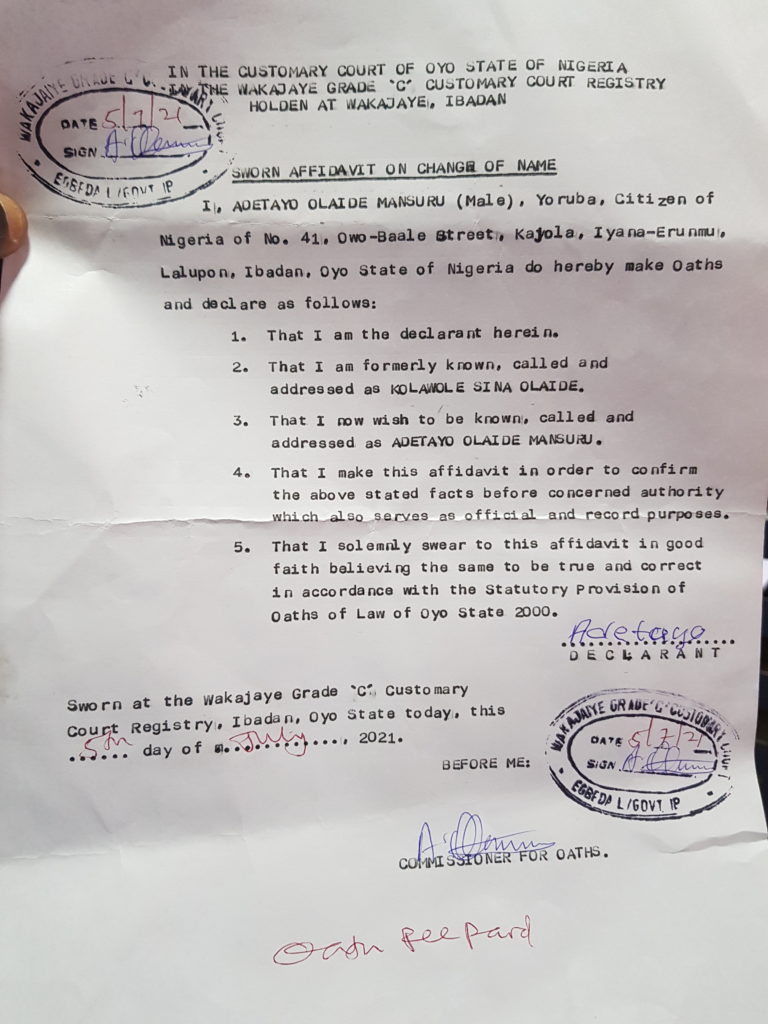 IN THE CUSTOMARY COURT OF OYO STATE OF NIGERIA
IN THE WAKAJAYE GRADE 'C' CUSTOMARY COURT REGISTRY
HOLDEN AT WAKAJAYE, IBADAN
WAKAJAIYE GRADE 'C' CUSTOMARY COURT
DATE 5/7/21
SIGN.
EGBEDA L/GOVT IP
SWORN AFFIDAVIT ON CHANGE OF NAME
I, ADETAYO OLAIDE MANSURU (Male), Yoruba, Citizen of
Nigeria of No. 41, Owo-Baale Street, Kajola, Iyana-Erunmu,
Lalupon, Ibadan, Oyo State of Nigeria do hereby make Oaths
and declare as follows:
1. That I am the declarant herein.
2. That I am formerly known, called and
addressed as KOLAWOLE SINA OLAIDE.
3. That I now wish to be known, called and
addressed as ADETAYO OLAIDE MANSURU.
4. That I make this affidavit in order to confirm
the above stated facts before concerned authority
which also serves as official and record purposes.
5. That I solemnly swear to this affidavit in good
faith believing the same to be true and correct
in accordance with the Statutory Provision of
Oaths of Law of Oyo State 2000.
Adetayo
DECLARANT
Sworn at the Wakajaye Grade 'C' Customary
Court Registry, Ibadan, Oyo State today, this
5th day of July, 2021.
BEFORE ME:
WAKAJAIYE GRADE 'C' CUSTOMARY COURT
DATE 5/7/21
SIGN.
EGBEDA L/GOVT IP
COMMISSIONER FOR OATHS.
Oath fee paid